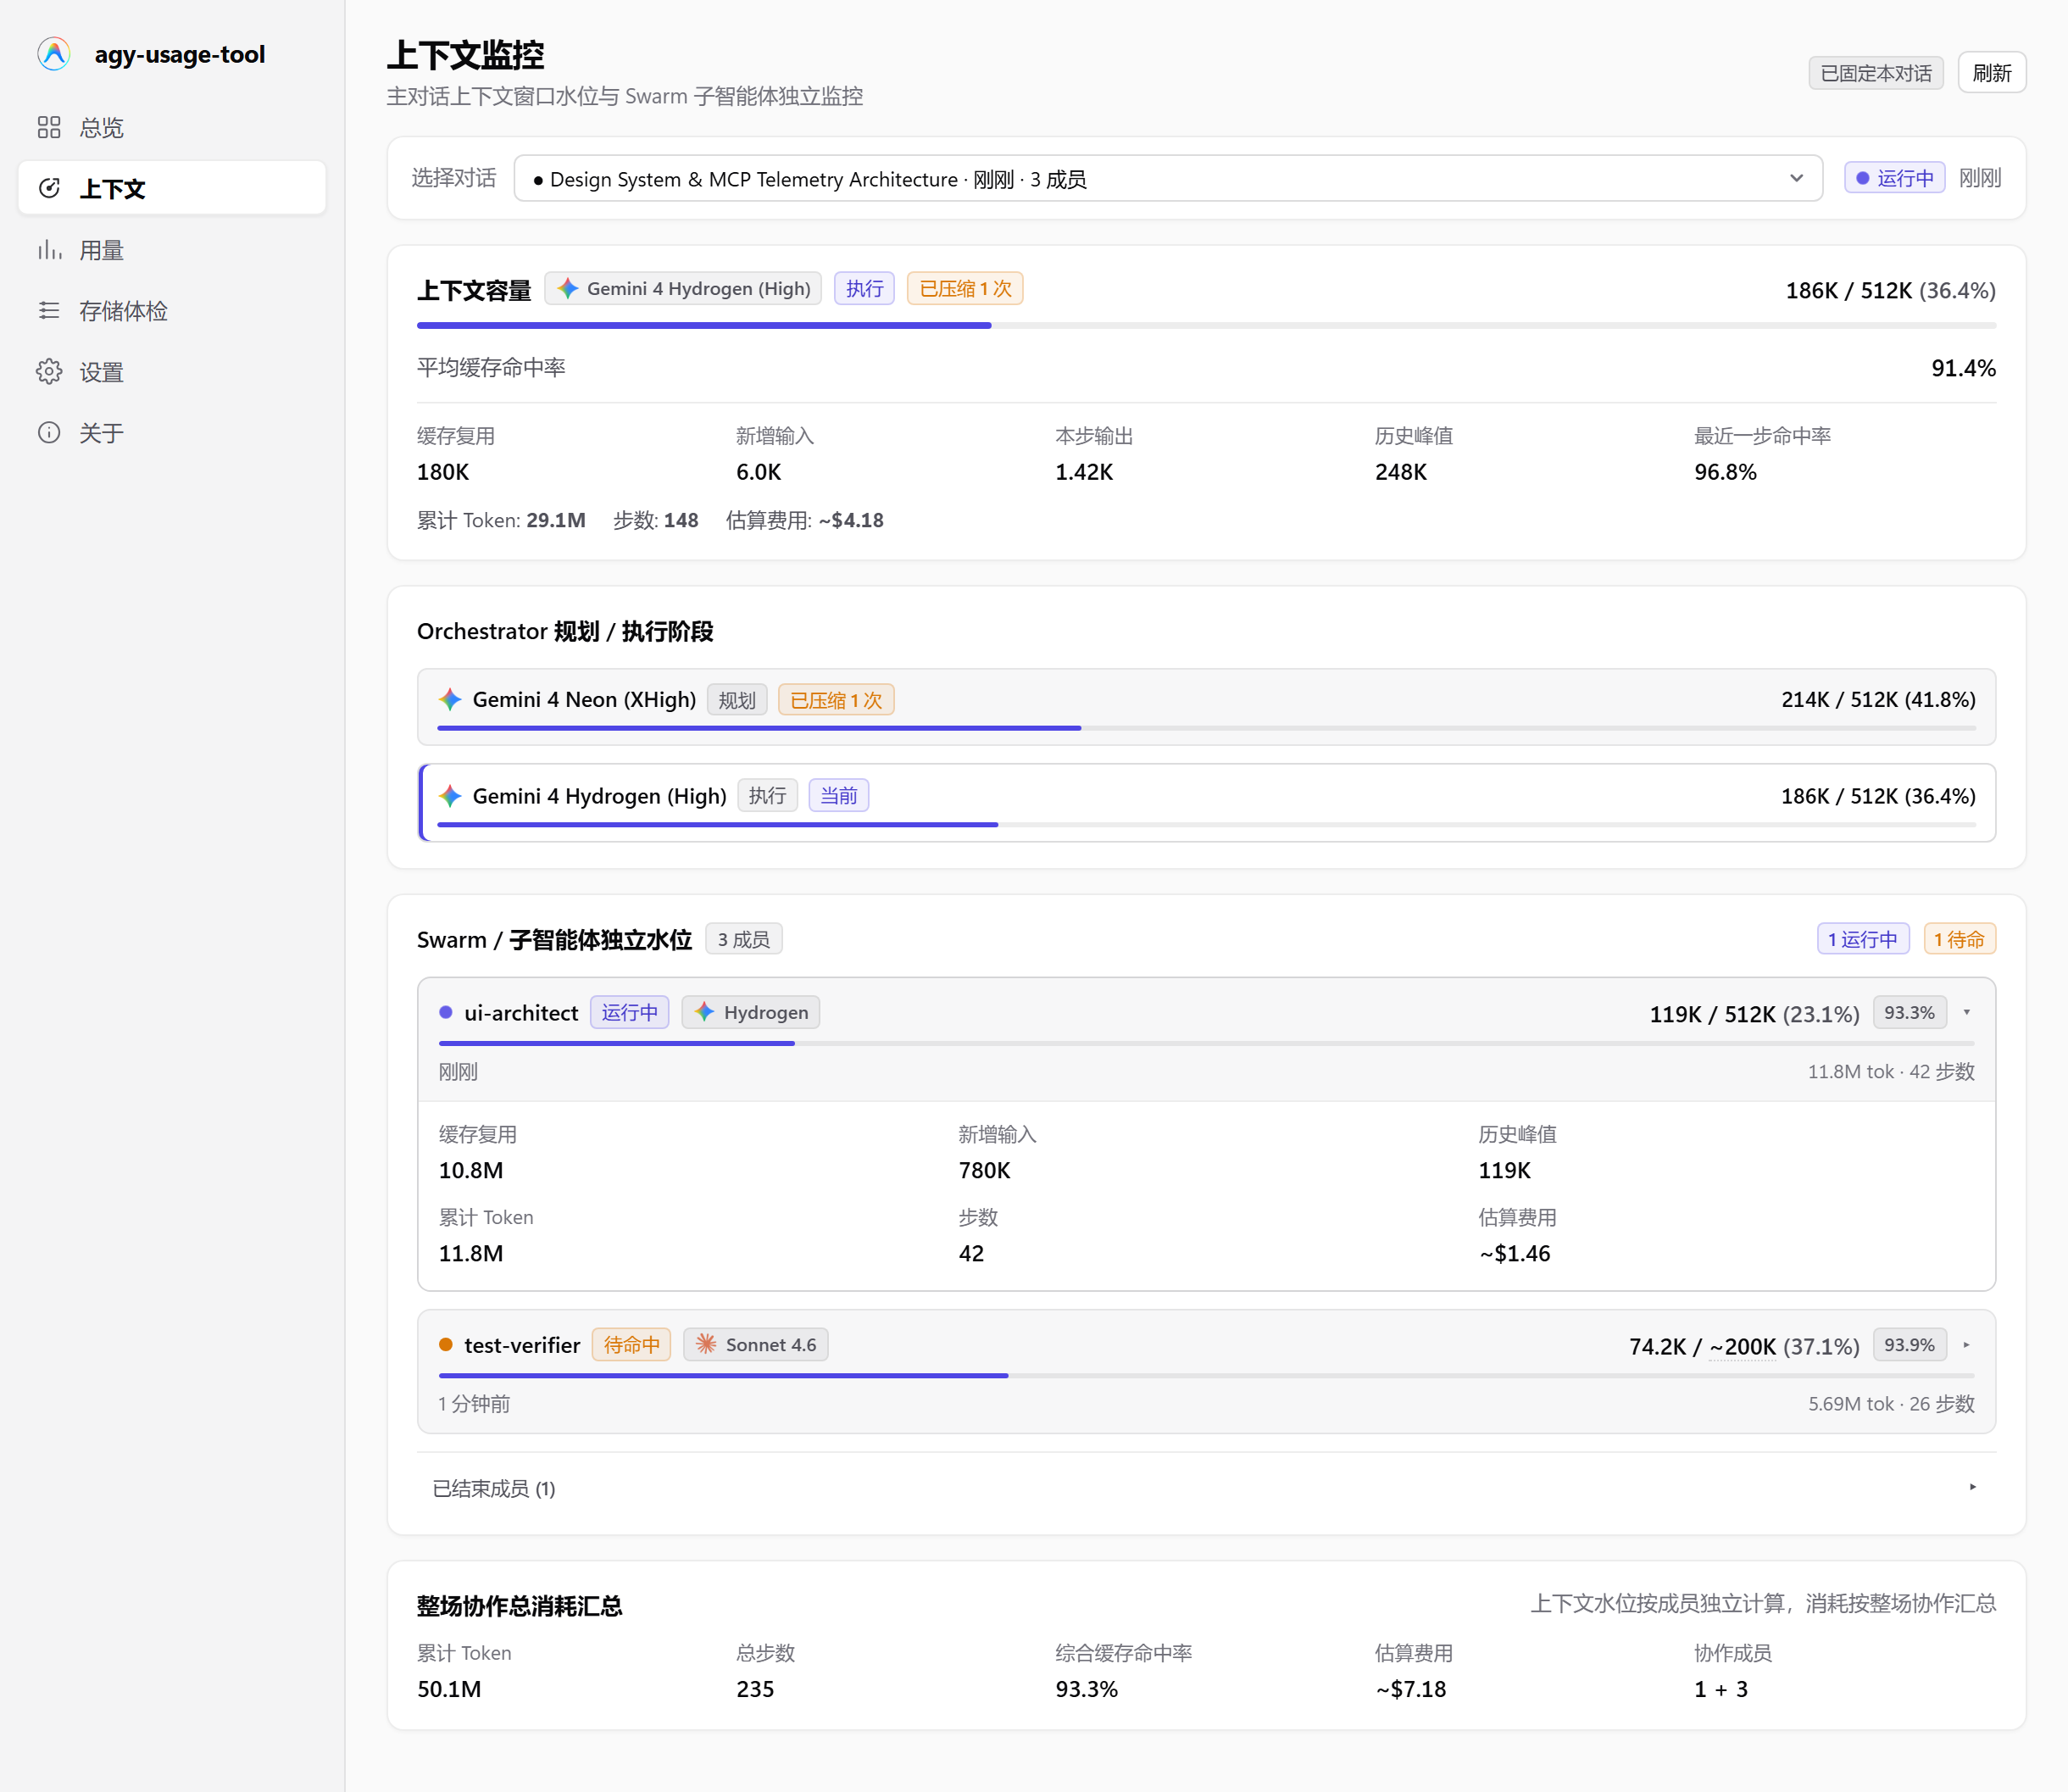 agy-usage-tool
总览
上下文
用量
存储体检
设置
关于
上下文监控
主对话上下文窗口水位与 Swarm 子智能体独立监控
已固定本对话
刷新
选择对话
● Design System & MCP Telemetry Architecture · 刚刚 · 3 成员
运行中
刚刚
上下文容量 Gemini 4 Hydrogen (High) 执行 已压缩 1 次 186K / 512K (36.4%)
平均缓存命中率 91.4%
缓存复用 新增输入 本步输出 历史峰值 最近一步命中率
180K 6.0K 1.42K 248K 96.8%
累计 Token: 29.1M 步数: 148 估算费用: ~$4.18
Orchestrator 规划 / 执行阶段
Gemini 4 Neon (XHigh) 规划 已压缩 1 次 214K / 512K (41.8%)
Gemini 4 Hydrogen (High) 执行 当前 186K / 512K (36.4%)
Swarm / 子智能体独立水位 3 成员 1 运行中 1 待命
ui-architect 运行中 Hydrogen 119K / 512K (23.1%) 93.3%
刚刚 11.8M tok · 42 步数
缓存复用 新增输入 历史峰值
10.8M 780K 119K
累计 Token 步数 估算费用
11.8M 42 ~$1.46
test-verifier 待命中 Sonnet 4.6 74.2K / ~200K (37.1%) 93.9%
1 分钟前 5.69M tok · 26 步数
已结束成员 (1)
整场协作总消耗汇总 上下文水位按成员独立计算，消耗按整场协作汇总
累计 Token 总步数 综合缓存命中率 估算费用 协作成员
50.1M 235 93.3% ~$7.18 1 + 3